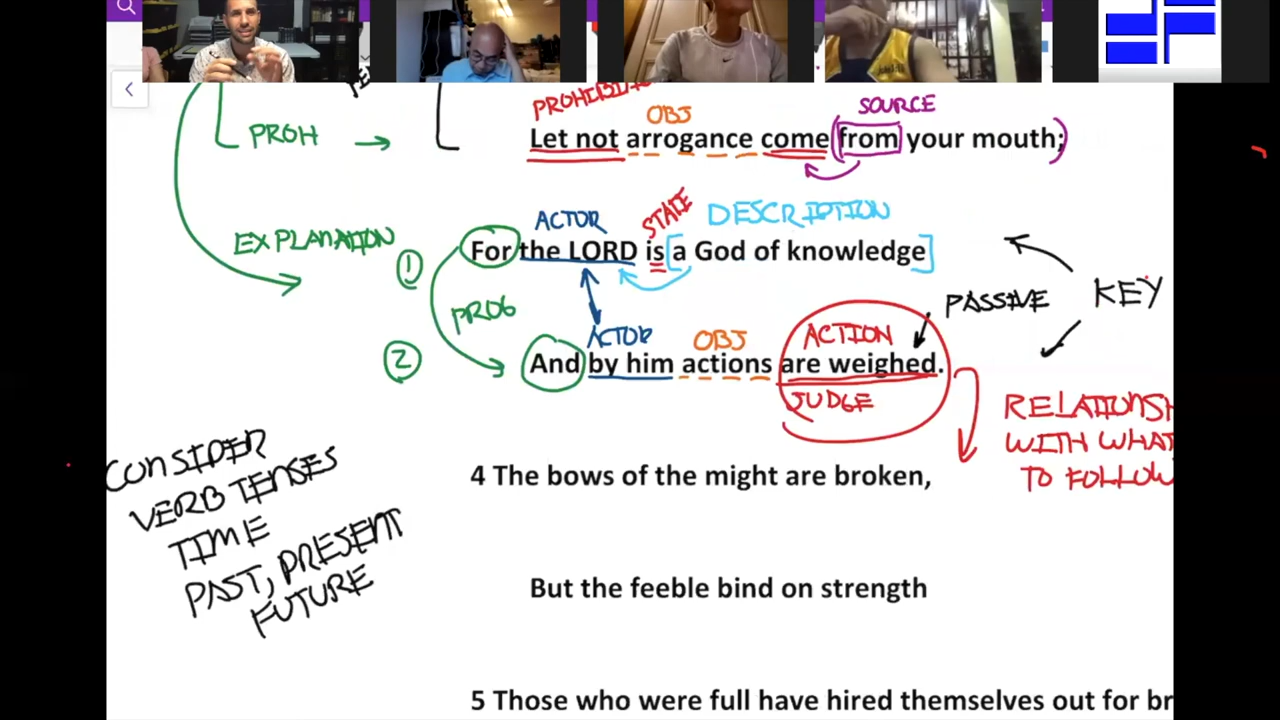 PROHIBI
OBJ
SOURCE
PROH
Let not arrogance come from your mouth;
ACTOR
STATE
DESCRIPTION
EXPLANATION
1
For the LORD is a God of knowledge
PROG
PASSIVE
KEY
ACTOR
OBJ
ACTION
2
And by him actions are weighed.
JUDGE
RELATIONSH
WITH WHAT
TO FOLLOW
CONSIDER
VERB TENSES
TIME
PAST, PRESENT
FUTURE
4 The bows of the might are broken,
But the feeble bind on strength
5 Those who were full have hired themselves out for br